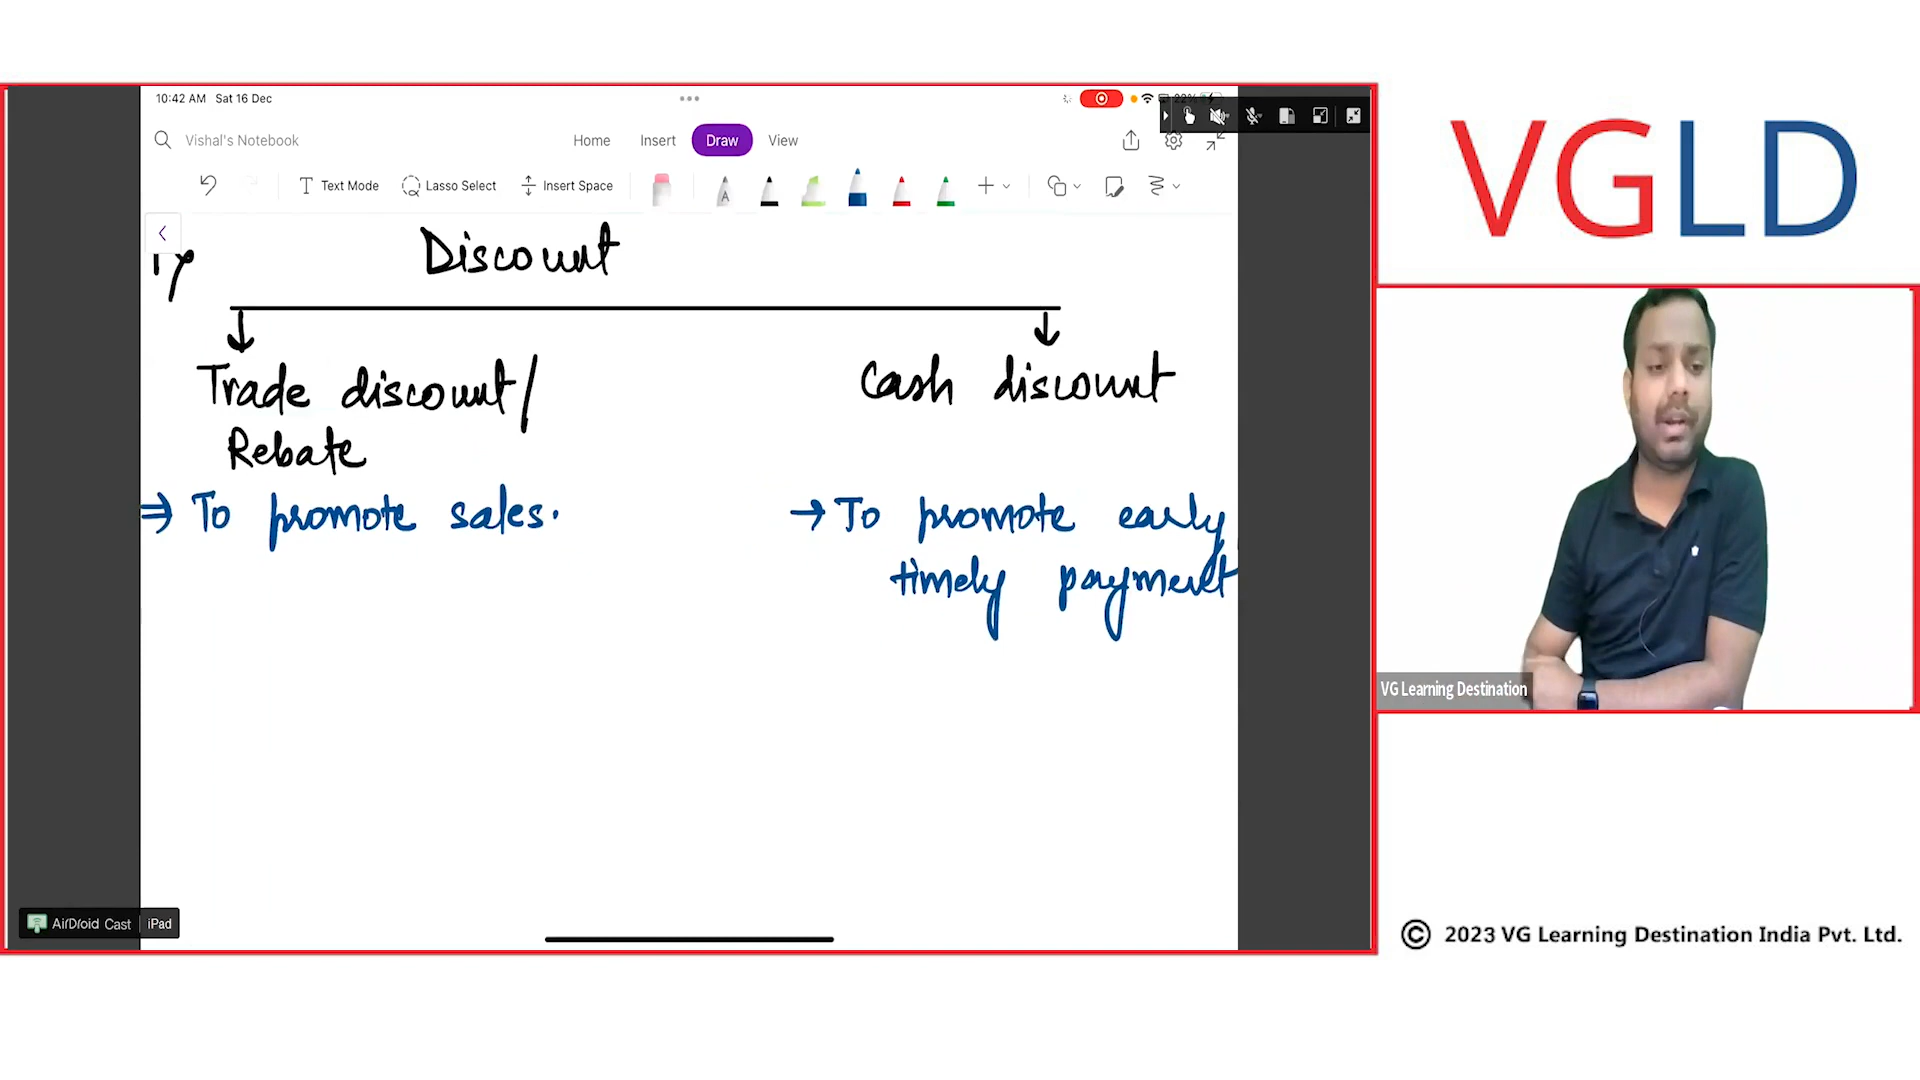 10:42 AM Sat 16 Dec
22%
VGLD
Vishal's Notebook
Home Insert Draw View
Text Mode Lasso Select Insert Space
Discount
Trade discount/
Rebate
Cash discount
⇒ To promote sales.
→ To promote early
timely payment
VG Learning Destination
AirDroid Cast iPad
© 2023 VG Learning Destination India Pvt. Ltd.